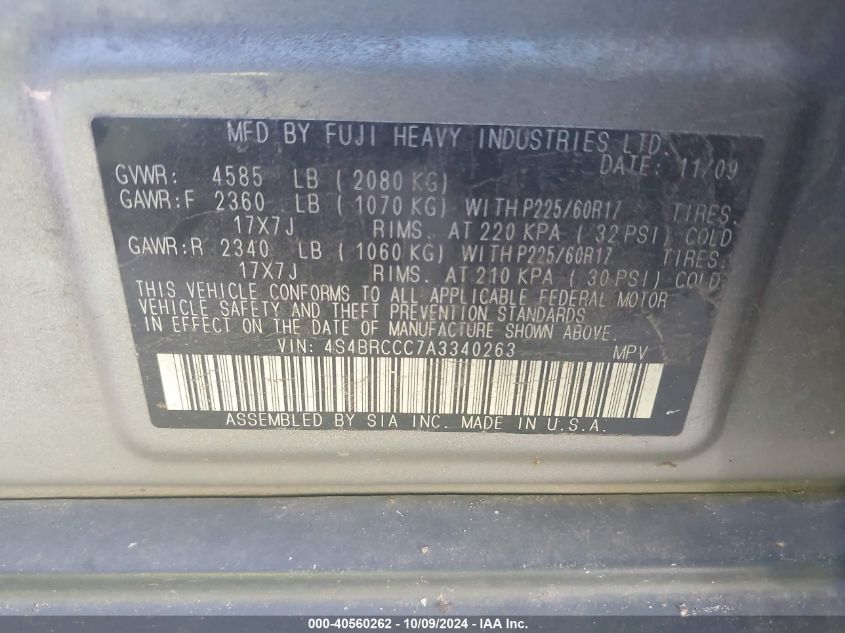 MFD BY FUJI HEAVY INDUSTRIES LTD.
DATE: 11/09
GVWR: 4585 LB ( 2080 KG)
GAWR:F 2360 LB ( 1070 KG) WITH P225/60R17 TIRES.
17X7J RIMS. AT 220 KPA ( 32 PSI) COLD
GAWR:R 2340 LB ( 1060 KG) WITH P225/60R17 TIRES.
17X7J RIMS. AT 210 KPA ( 30 PSI) COLD.
THIS VEHICLE CONFORMS TO ALL APPLICABLE FEDERAL MOTOR
VEHICLE SAFETY AND THEFT PREVENTION STANDARDS
IN EFFECT ON THE DATE OF MANUFACTURE SHOWN ABOVE.
VIN: 4S4BRCCC7A3340263 MPV
ASSEMBLED BY SIA INC. MADE IN U.S.A.
000-40560262 - 10/09/2024 - IAA Inc.